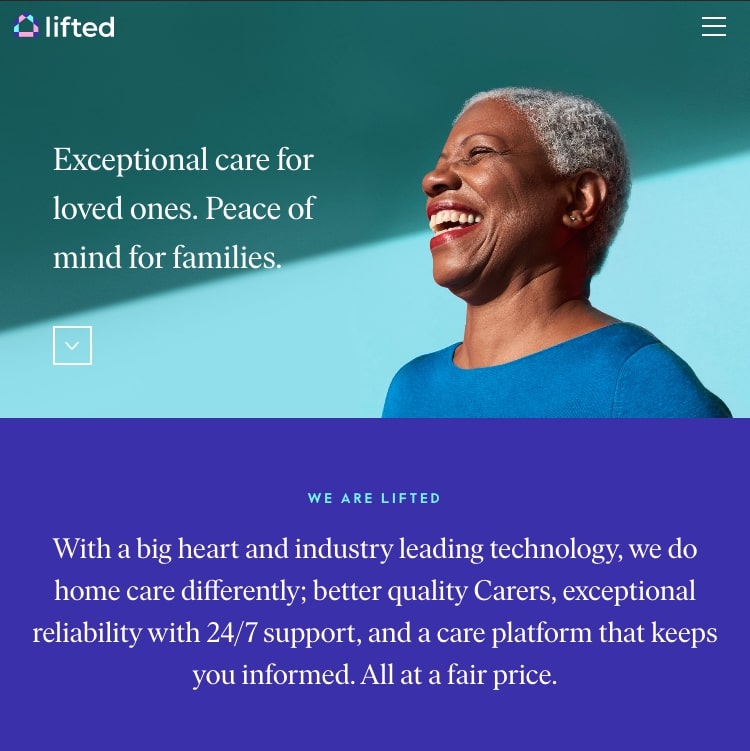 lifted
Exceptional care for
loved ones. Peace of
mind for families.
WE ARE LIFTED
With a big heart and industry leading technology, we do
home care differently; better quality Carers, exceptional
reliability with 24/7 support, and a care platform that keeps
you informed. All at a fair price.